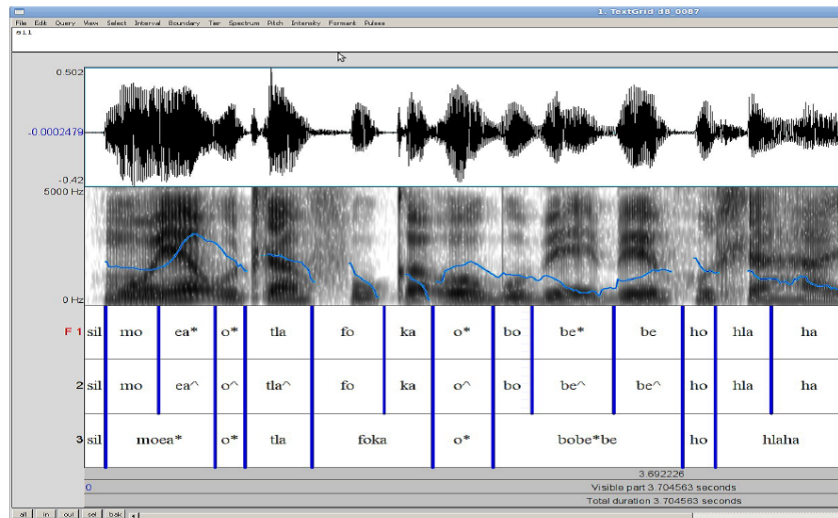 1. TextGrid d8_0087
File Edit Query View Select Interval Boundary Tier Spectrum Pitch Intensity Formant Pulses
sil
0.502
-0.0002479
-0.42
5000 Hz
0 Hz
F 1 sil mo ea* o* tla fo ka o* bo be* be ho hla ha
2 sil mo ea^ o^ tla^ fo ka o^ bo be^ be^ ho hla ha
3 sil moea* o* tla foka o* bobe*be ho hlaha
3.692226
0 Visible part 3.704563 seconds
Total duration 3.704563 seconds
all in out sel bak